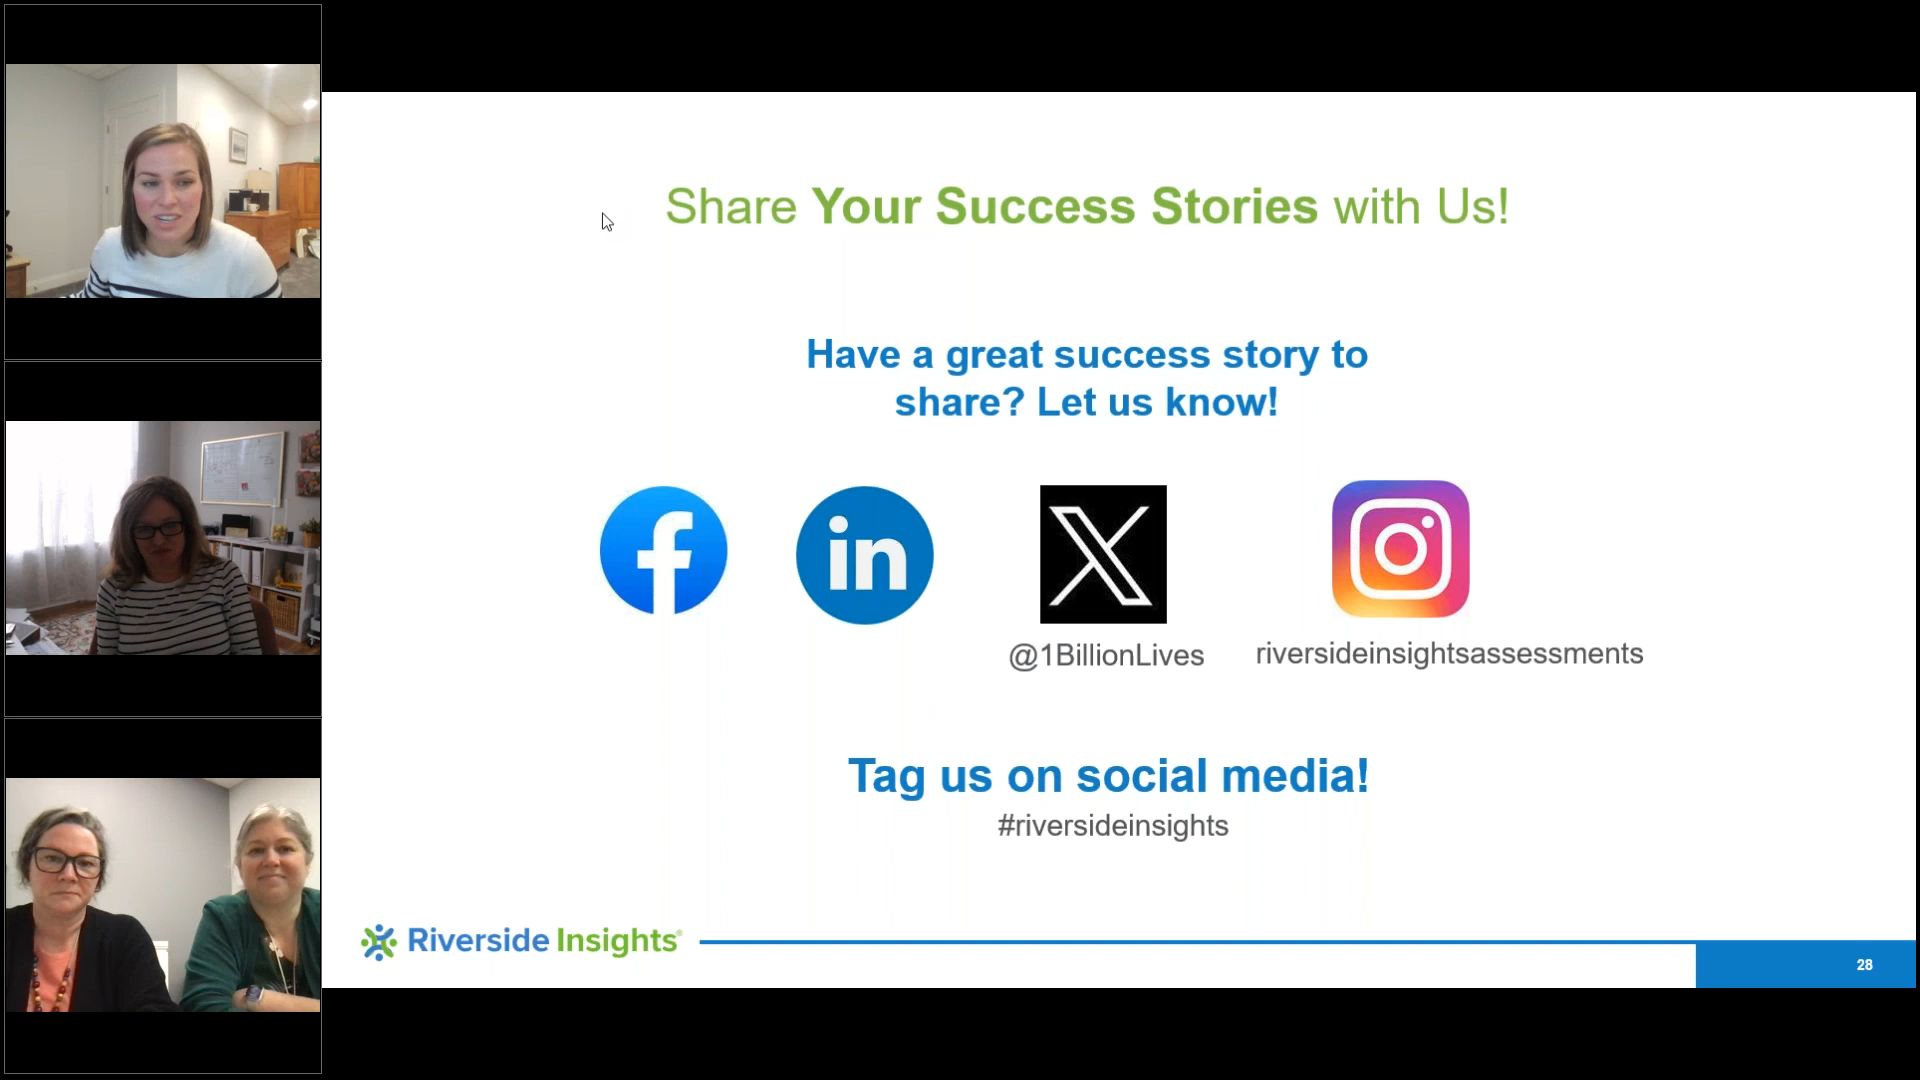 Share Your Success Stories with Us!
Have a great success story to
share? Let us know!
f
in
X
@1BillionLives
riversideinsightsassessments
Tag us on social media!
#riversideinsights
Riverside Insights®
28